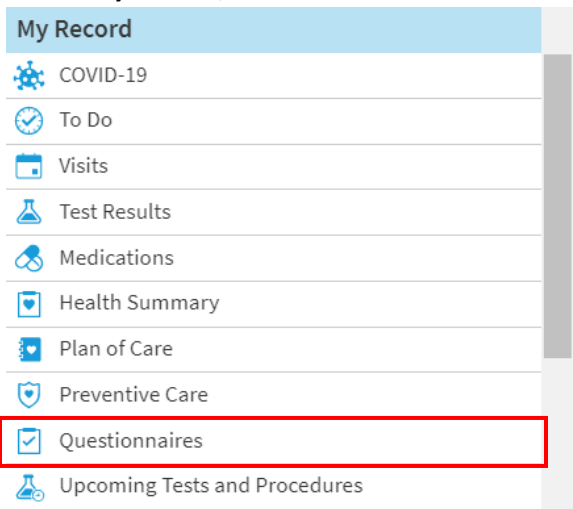 My Record
COVID-19
To Do
Visits
Test Results
Medications
Health Summary
Plan of Care
Preventive Care
Questionnaires
Upcoming Tests and Procedures